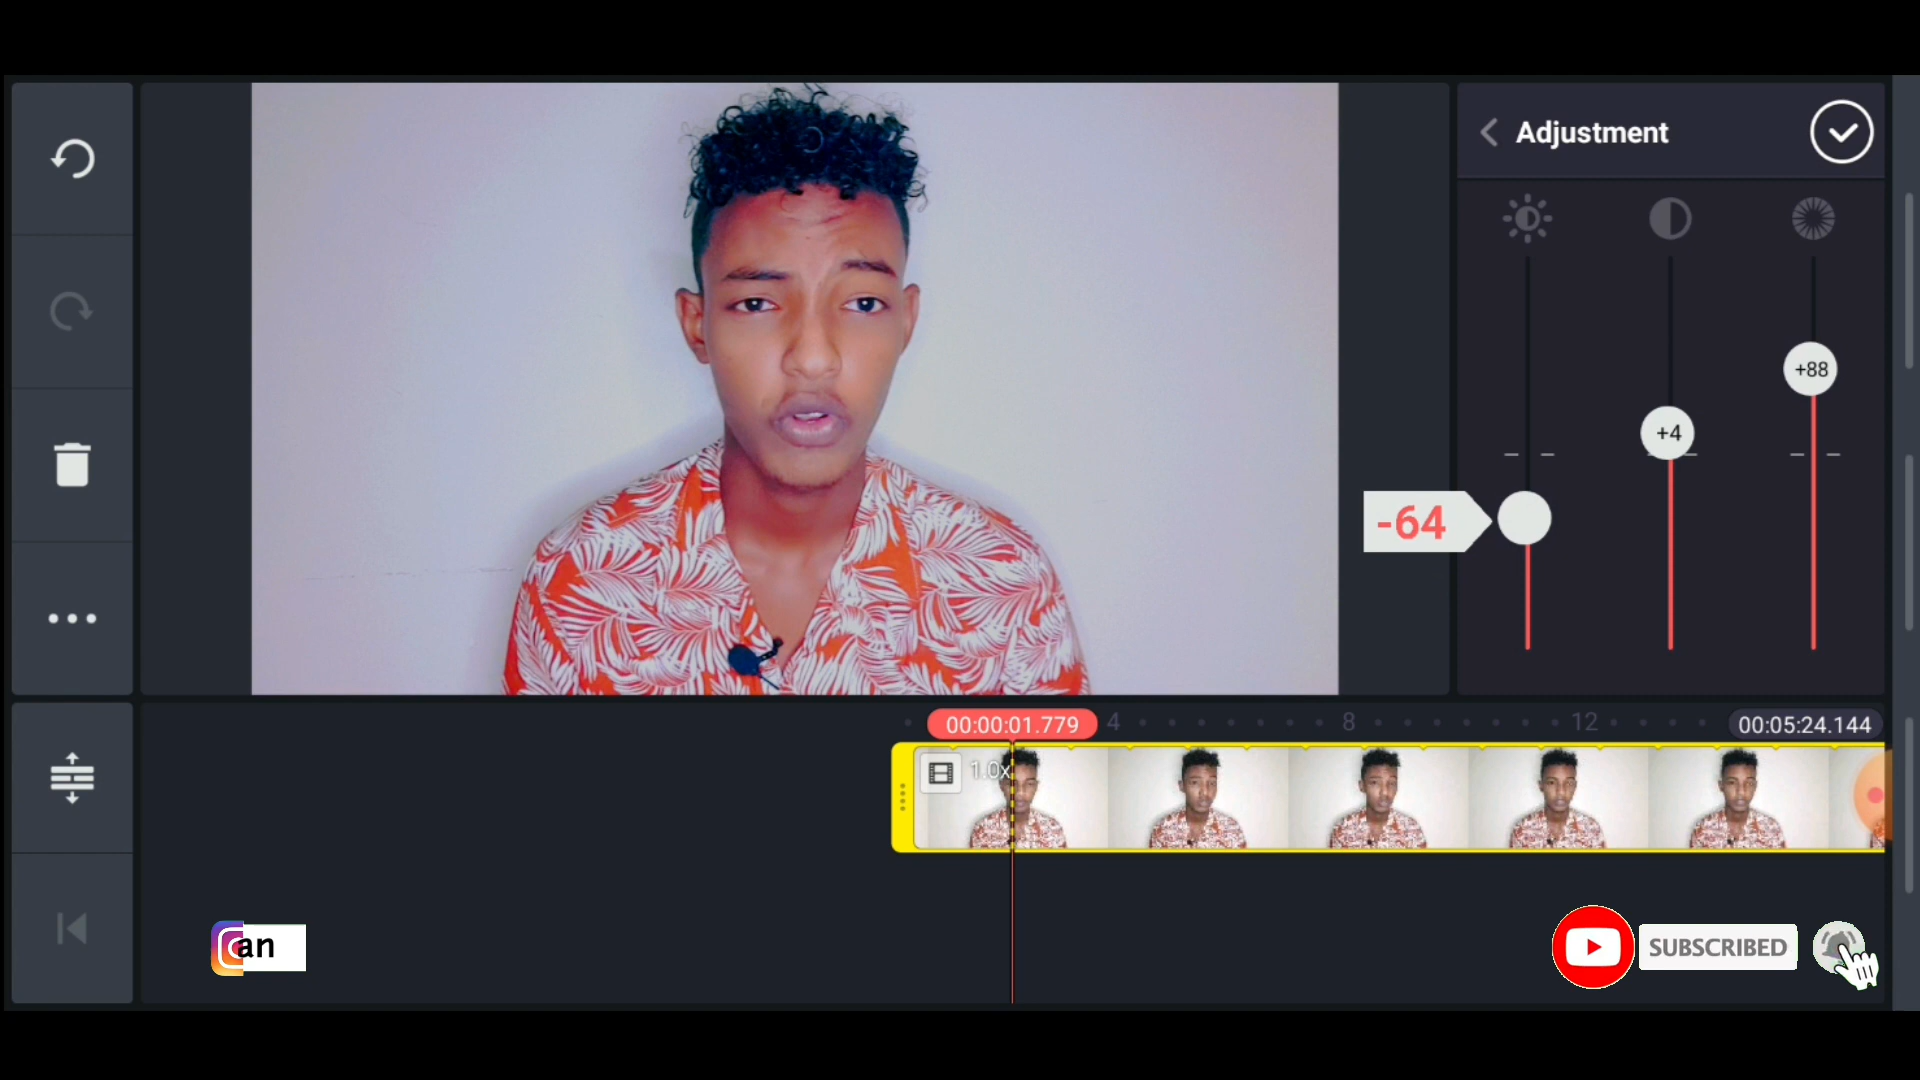 Adjustment
+88
+4
-64
00:00:01.779
4
8
12
00:05:24.144
1.0x
an
SUBSCRIBED